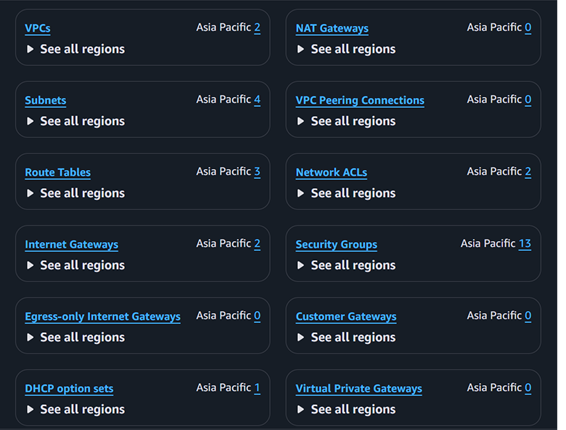 VPCs Asia Pacific 2
See all regions
NAT Gateways Asia Pacific 0
See all regions
Subnets Asia Pacific 4
See all regions
VPC Peering Connections Asia Pacific 0
See all regions
Route Tables Asia Pacific 3
See all regions
Network ACLs Asia Pacific 2
See all regions
Internet Gateways Asia Pacific 2
See all regions
Security Groups Asia Pacific 13
See all regions
Egress-only Internet Gateways Asia Pacific 0
See all regions
Customer Gateways Asia Pacific 0
See all regions
DHCP option sets Asia Pacific 1
See all regions
Virtual Private Gateways Asia Pacific 0
See all regions